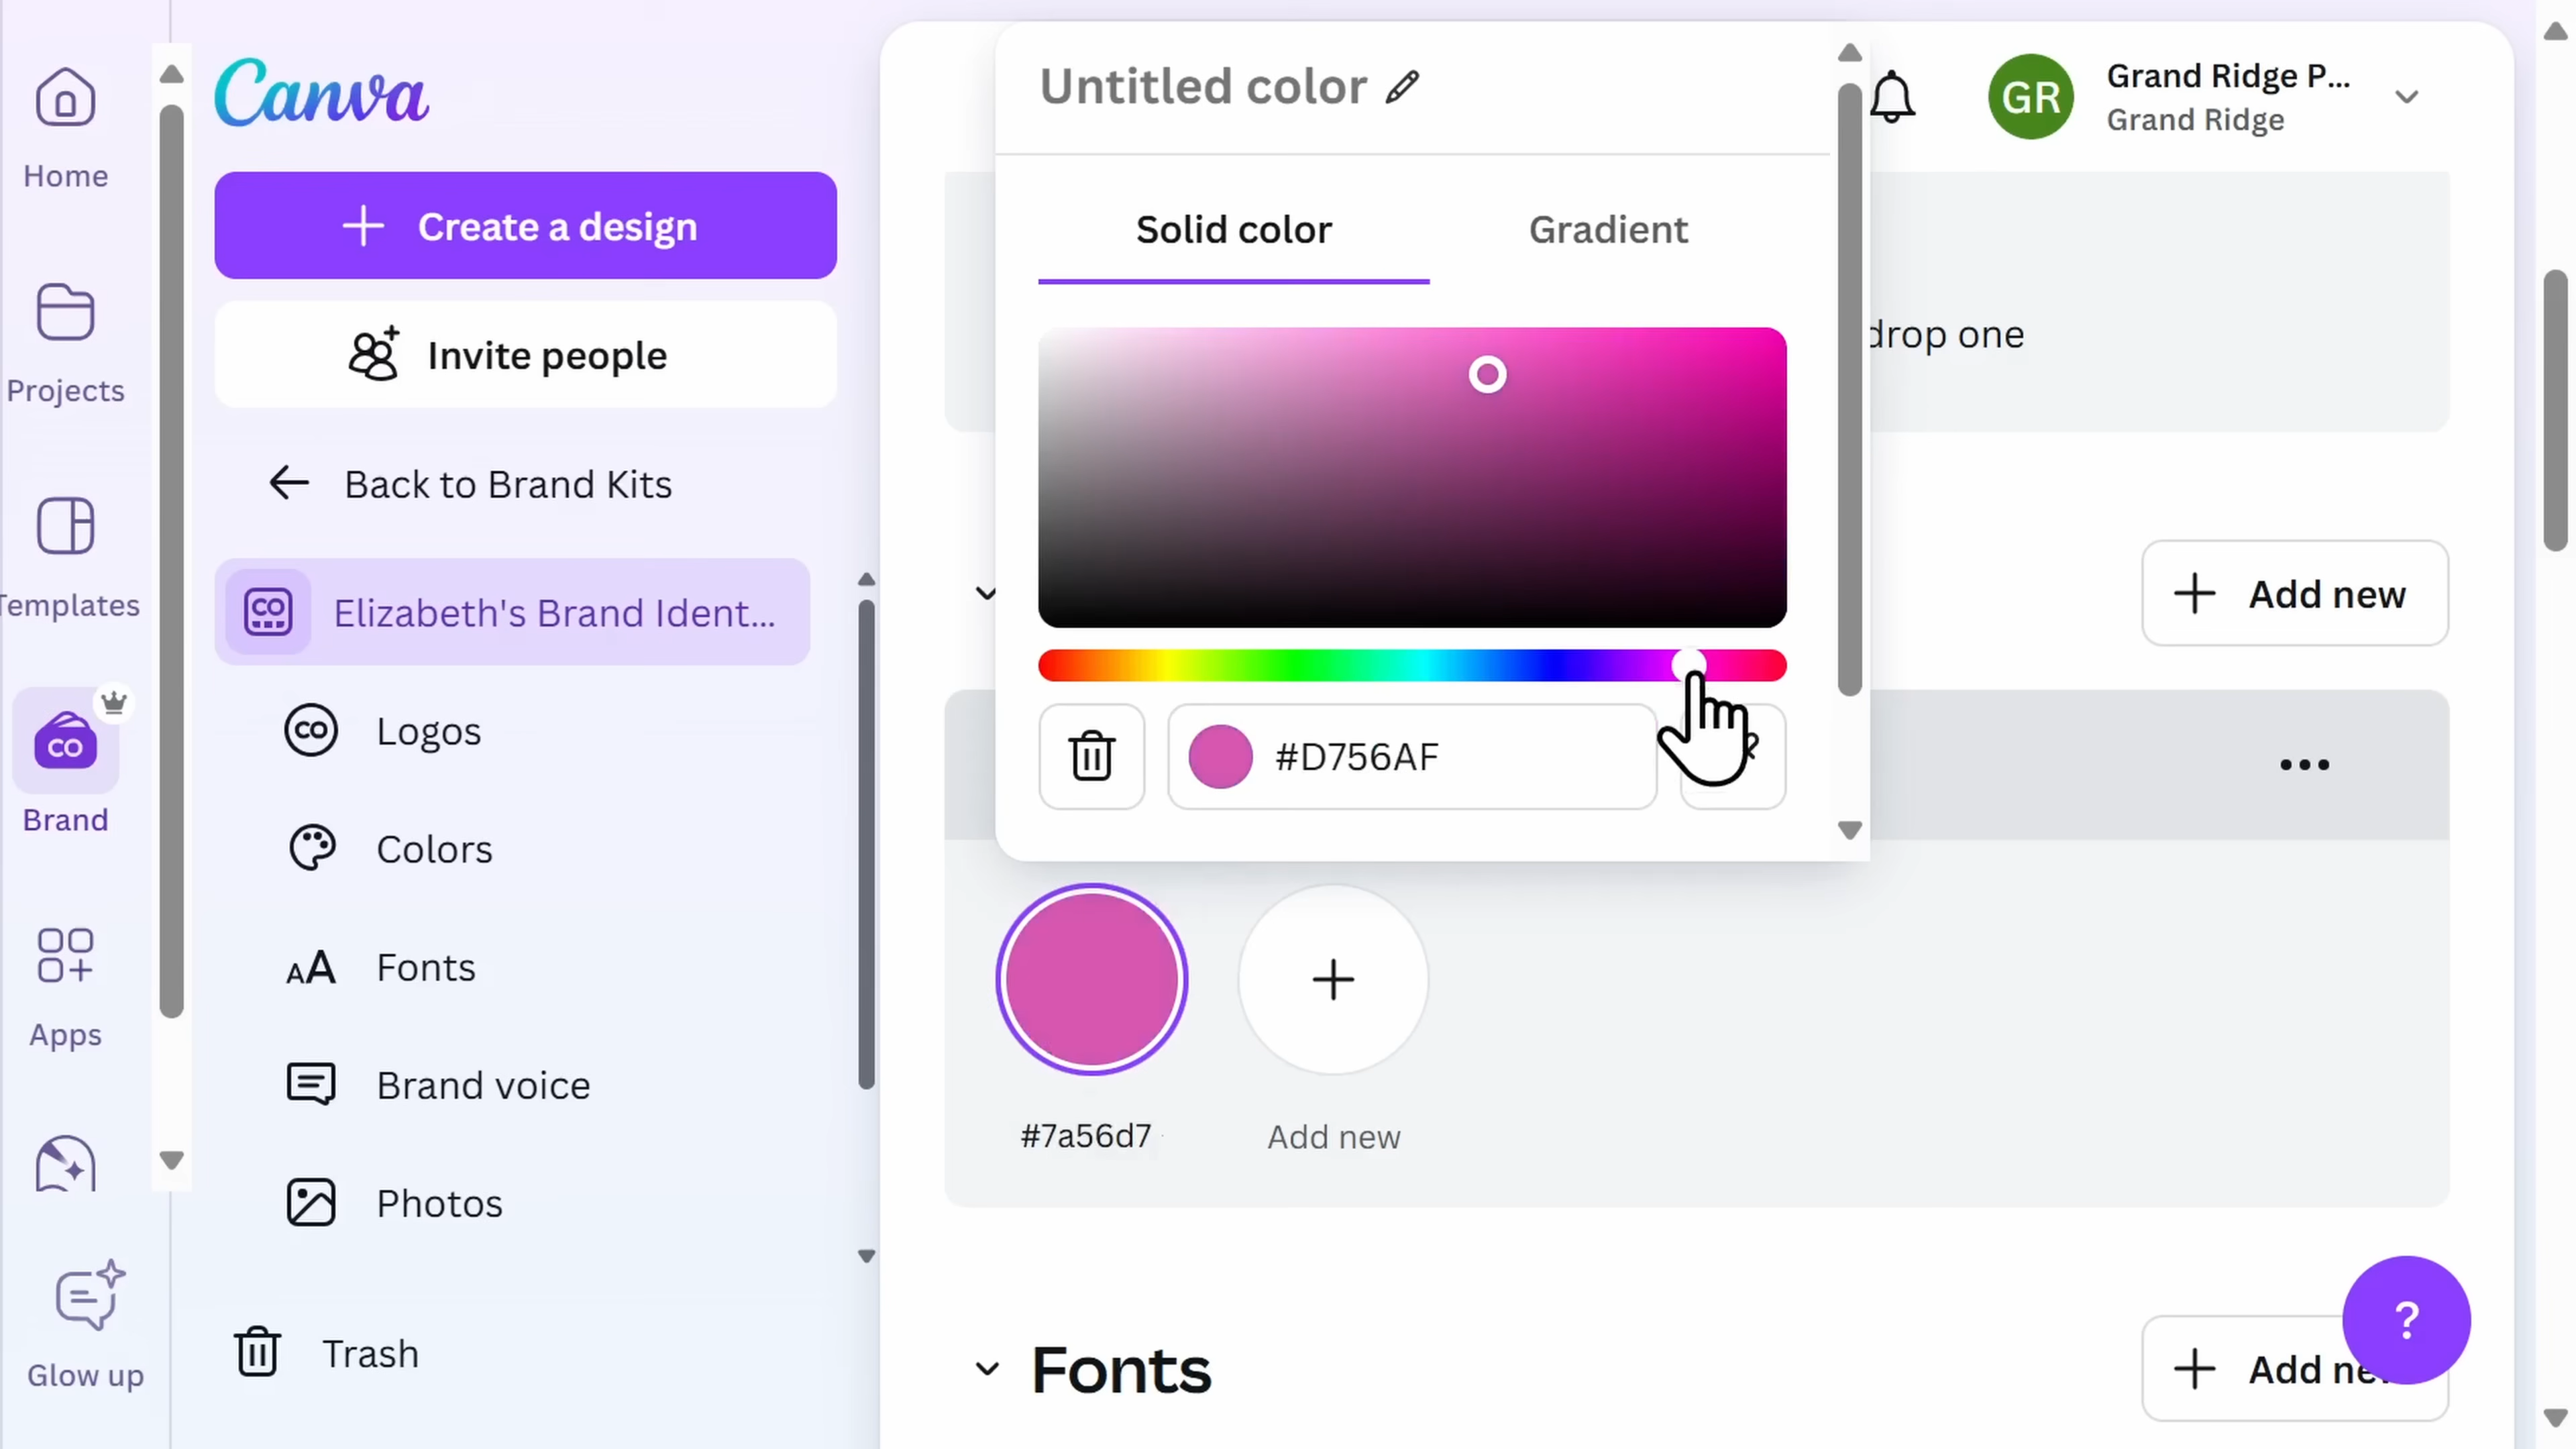 Canva
Home
Projects
Templates
Brand
Apps
Glow up
Create a design
Invite people
Back to Brand Kits
Elizabeth's Brand Ident...
Logos
Colors
Fonts
Brand voice
Photos
Trash
Untitled color
Solid color
Gradient
#D756AF
GR
Grand Ridge P...
Grand Ridge
drop one
Add new
#7a56d7
Add new
Fonts
Add ne
?